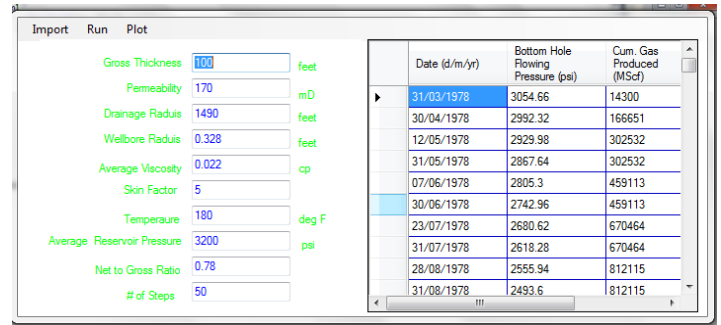 Import Run Plot
Gross Thickness 100 feet
Permeability 170 mD
Drainage Raduis 1490 feet
Wellbore Raduis 0.328 feet
Average Viscosity 0.022 cp
Skin Factor 5
Temperaure 180 deg F
Average Reservoir Pressure 3200 psi
Net to Gross Ratio 0.78
# of Steps 50
Date (d/m/yr) Bottom Hole Flowing Pressure (psi) Cum. Gas Produced (MScf)
31/03/1978 3054.66 14300
30/04/1978 2992.32 166651
12/05/1978 2929.98 302532
31/05/1978 2867.64 302532
07/06/1978 2805.3 459113
30/06/1978 2742.96 459113
23/07/1978 2680.62 670464
31/07/1978 2618.28 670464
28/08/1978 2555.94 812115
31/08/1978 2493.6 812115